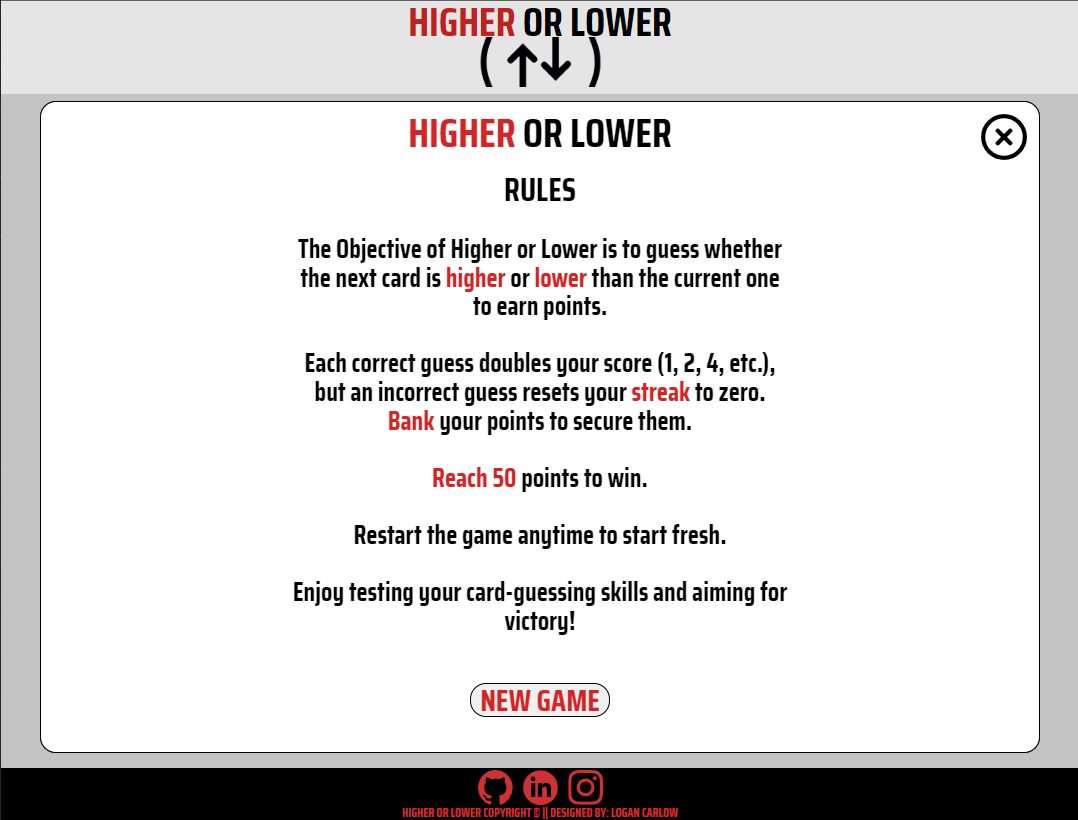 HIGHER OR LOWER
( ↑↓ )
HIGHER OR LOWER
RULES
The Objective of Higher or Lower is to guess whether
the next card is higher or lower than the current one
to earn points.
Each correct guess doubles your score (1, 2, 4, etc.),
but an incorrect guess resets your streak to zero.
Bank your points to secure them.
Reach 50 points to win.
Restart the game anytime to start fresh.
Enjoy testing your card-guessing skills and aiming for
victory!
NEW GAME
in
HIGHER OR LOWER COPYRIGHT © || DESIGNED BY: LOGAN CARLOW